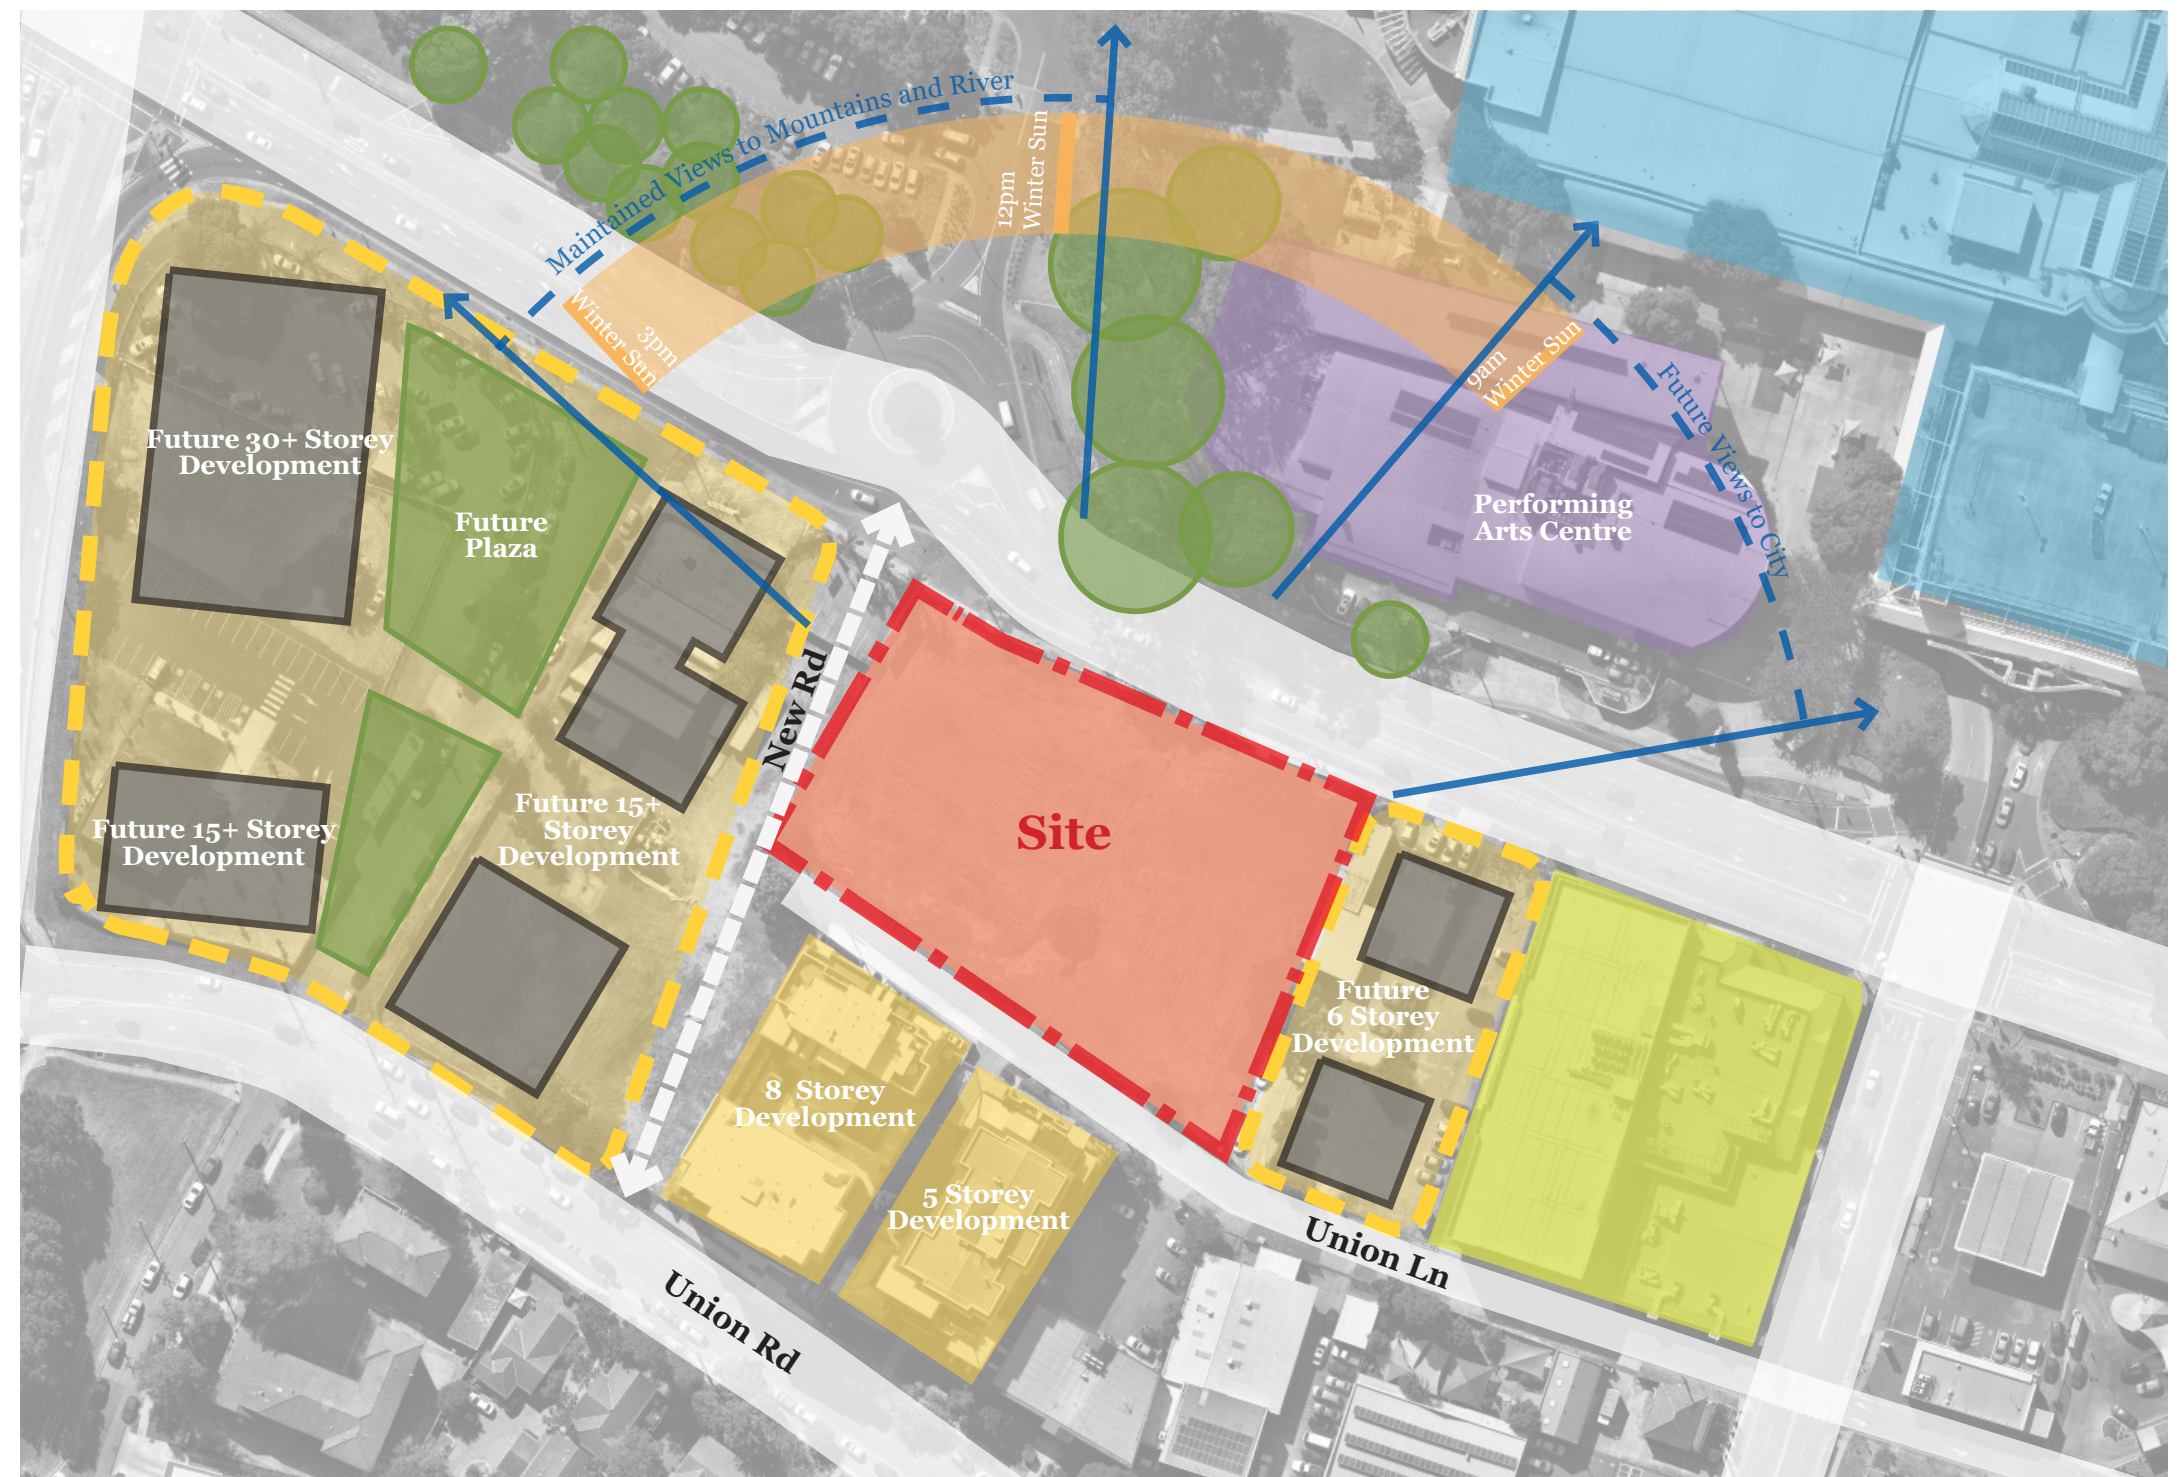 Maintained Views to Mountains and River
12pm
Winter Sun
3pm
Winter Sun
9am
Winter Sun
Future Views to City
Future 30+ Storey
Development
Future
Plaza
Performing
Arts Centre
New Rd
Future 15+ Storey
Development
Future 15+
Storey
Development
Site
Future
6 Storey
Development
8 Storey
Development
5 Storey
Development
Union Ln
Union Rd